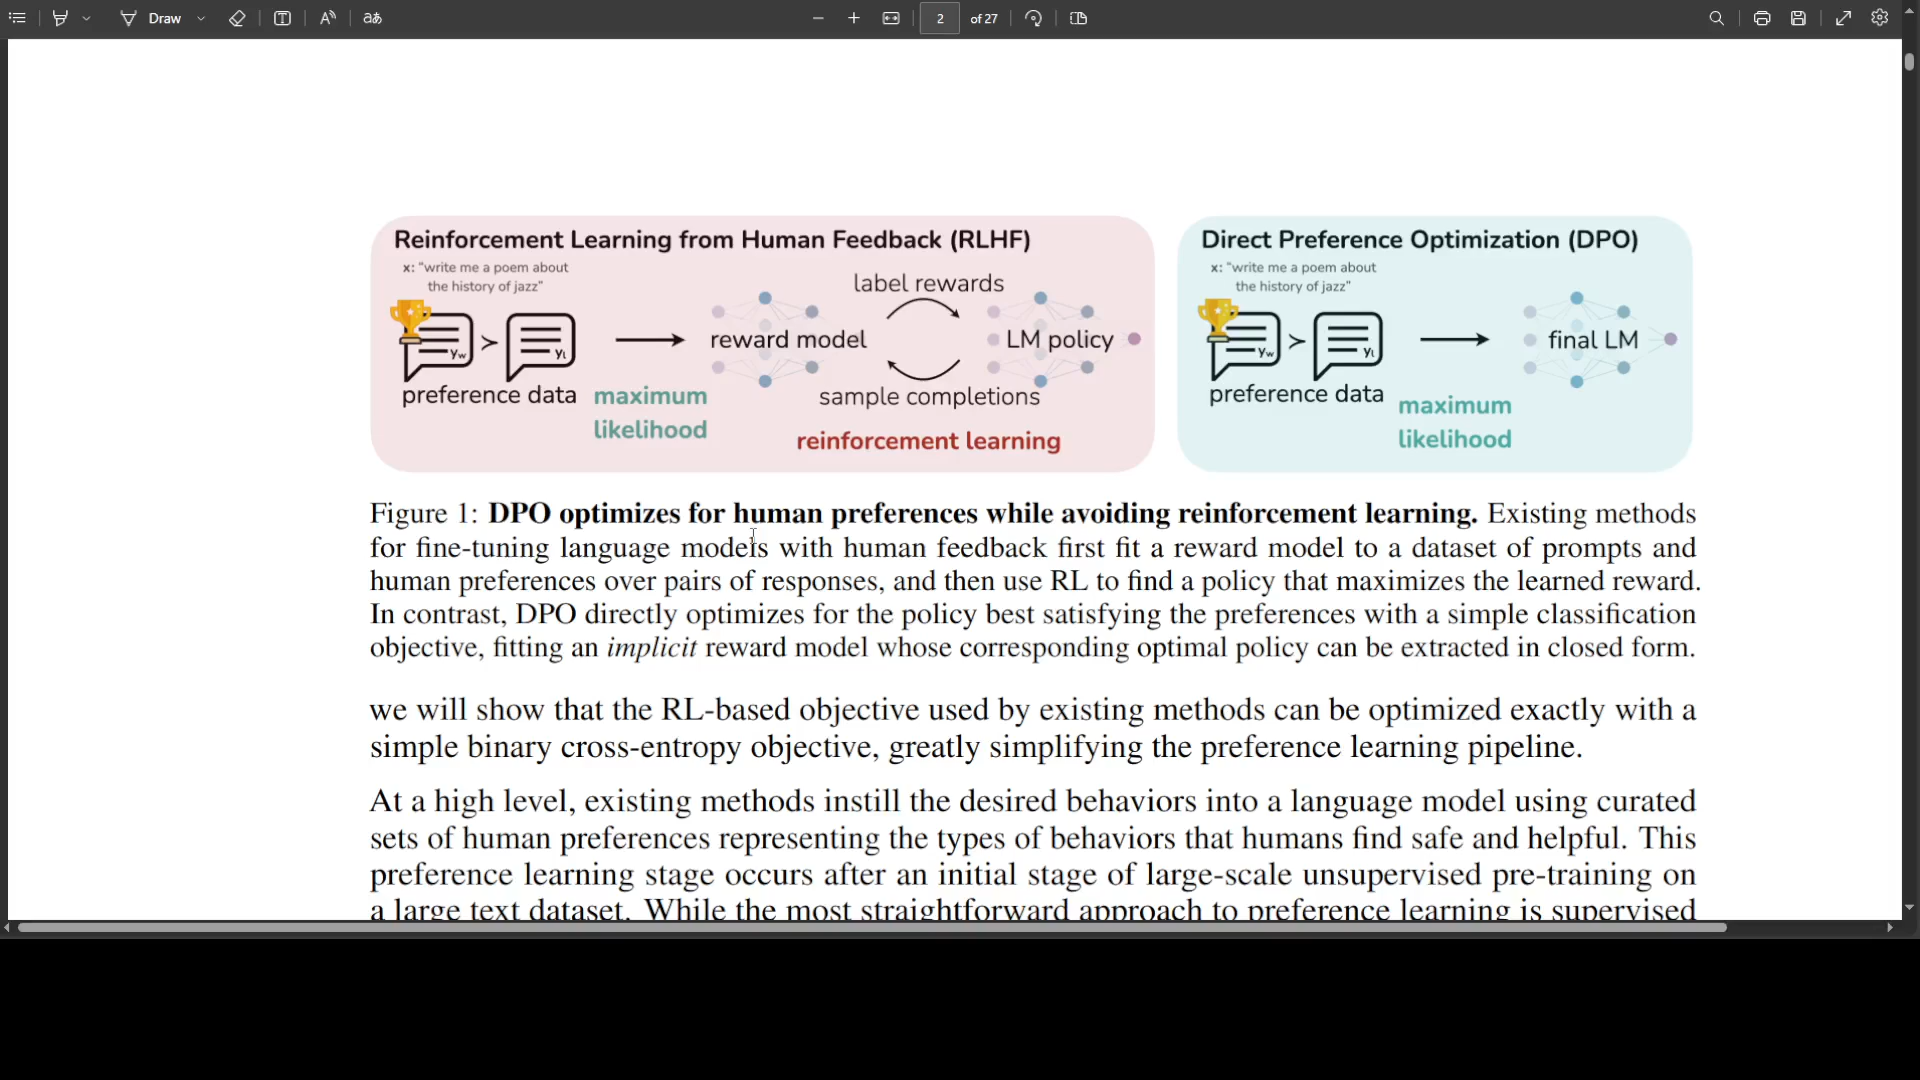 Draw
2 of 27
aあ
Reinforcement Learning from Human Feedback (RLHF)
x: “write me a poem about
the history of jazz”
label rewards
yw
yl
reward model
LM policy
preference data
maximum
likelihood
sample completions
reinforcement learning
Direct Preference Optimization (DPO)
x: “write me a poem about
the history of jazz”
yw
yl
final LM
preference data
maximum
likelihood
Figure 1: DPO optimizes for human preferences while avoiding reinforcement learning. Existing methods
for fine-tuning language models with human feedback first fit a reward model to a dataset of prompts and
human preferences over pairs of responses, and then use RL to find a policy that maximizes the learned reward.
In contrast, DPO directly optimizes for the policy best satisfying the preferences with a simple classification
objective, fitting an implicit reward model whose corresponding optimal policy can be extracted in closed form.
we will show that the RL-based objective used by existing methods can be optimized exactly with a
simple binary cross-entropy objective, greatly simplifying the preference learning pipeline.
At a high level, existing methods instill the desired behaviors into a language model using curated
sets of human preferences representing the types of behaviors that humans find safe and helpful. This
preference learning stage occurs after an initial stage of large-scale unsupervised pre-training on
a large text dataset. While the most straightforward approach to preference learning is supervised